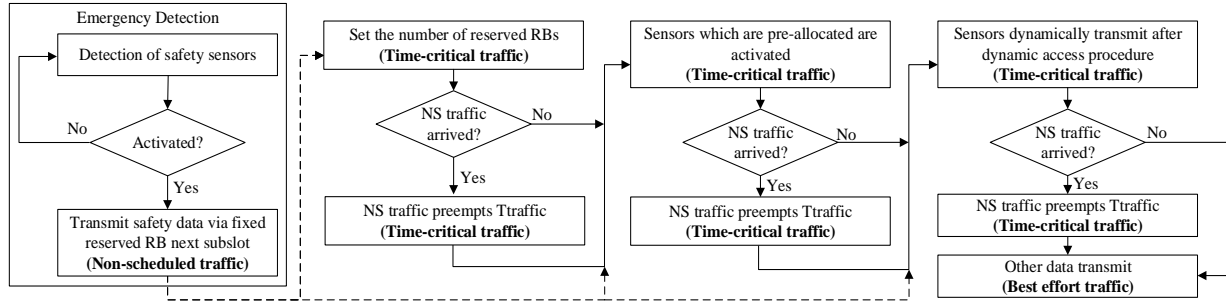 Emergency Detection
Detection of safety sensors
No
Activated?
Yes
Transmit safety data via fixed
reserved RB next subslot
(Non-scheduled traffic)
Set the number of reserved RBs
(Time-critical traffic)
NS traffic
arrived?
No
Yes
NS traffic preempts Ttraffic
(Time-critical traffic)
Sensors which are pre-allocated are
activated
(Time-critical traffic)
NS traffic
arrived?
No
Yes
NS traffic preempts Ttraffic
(Time-critical traffic)
Sensors dynamically transmit after
dynamic access procedure
(Time-critical traffic)
NS traffic
arrived?
No
Yes
NS traffic preempts Ttraffic
(Time-critical traffic)
Other data transmit
(Best effort traffic)